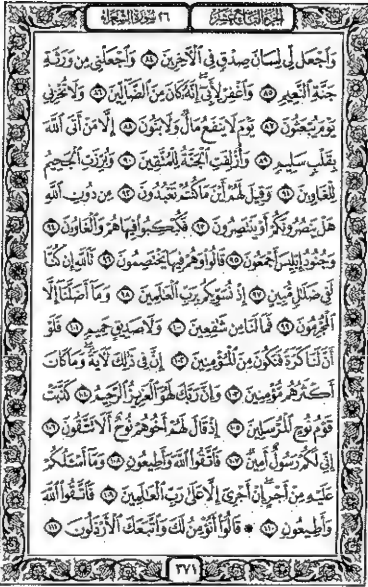 الجزء التاسع عشر
٢٦ سورة الشعراء
وَٱجۡعَل لِّي لِسَانَ صِدۡقٖ فِي ٱلۡأٓخِرِينَ ٨٤ وَٱجۡعَلۡنِي مِن وَرَثَةِ
جَنَّةِ ٱلنَّعِيمِ ٨٥ وَٱغۡفِرۡ لِأَبِيٓ إِنَّهُۥ كَانَ مِنَ ٱلضَّآلِّينَ ٨٦ وَلَا تُخۡزِنِي
يَوۡمَ يُبۡعَثُونَ ٨٧ يَوۡمَ لَا يَنفَعُ مَالٞ وَلَا بَنُونَ ٨٨ إِلَّا مَنۡ أَتَى ٱللَّهَ
بِقَلۡبٖ سَلِيمٖ ٨٩ وَأُزۡلِفَتِ ٱلۡجَنَّةُ لِلۡمُتَّقِينَ ٩٠ وَبُرِّزَتِ ٱلۡجَحِيمُ
لِلۡغَاوِينَ ٩١ وَقِيلَ لَهُمۡ أَيۡنَ مَا كُنتُمۡ تَعۡبُدُونَ ٩٢ مِن دُونِ ٱللَّهِ
هَلۡ يَنصُرُونَكُمۡ أَوۡ يَنتَصِرُونَ ٩٣ فَكُبۡكِبُواْ فِيهَا هُمۡ وَٱلۡغَاوُۥنَ ٩٤
وَجُنُودُ إِبۡلِيسَ أَجۡمَعُونَ ٩٥ قَالُواْ وَهُمۡ فِيهَا يَخۡتَصِمُونَ ٩٦ تَٱللَّهِ إِن كُنَّا
لَفِي ضَلَٰلٖ مُّبِينٍ ٩٧ إِذۡ نُسَوِّيكُم بِرَبِّ ٱلۡعَٰلَمِينَ ٩٨ وَمَآ أَضَلَّنَآ إِلَّا
ٱلۡمُجۡرِمُونَ ٩٩ فَمَا لَنَا مِن شَٰفِعِينَ ١٠٠ وَلَا صَدِيقٍ حَمِيمٖ ١٠١ فَلَوۡ
أَنَّ لَنَا كَرَّةٗ فَنَكُونَ مِنَ ٱلۡمُؤۡمِنِينَ ١٠٢ إِنَّ فِي ذَٰلِكَ لَأٓيَةٗۖ وَمَا كَانَ
أَكۡثَرُهُم مُّؤۡمِنِينَ ١٠٣ وَإِنَّ رَبَّكَ لَهُوَ ٱلۡعَزِيزُ ٱلرَّحِيمُ ١٠٤ كَذَّبَتۡ
قَوۡمُ نُوحٍ ٱلۡمُرۡسَلِينَ ١٠٥ إِذۡ قَالَ لَهُمۡ أَخُوهُمۡ نُوحٌ أَلَا تَتَّقُونَ ١٠٦
إِنِّي لَكُمۡ رَسُولٌ أَمِينٞ ١٠٧ فَٱتَّقُواْ ٱللَّهَ وَأَطِيعُونِ ١٠٨ وَمَآ أَسۡـَٔلُكُمۡ
عَلَيۡهِ مِنۡ أَجۡرٍۖ إِنۡ أَجۡرِيَ إِلَّا عَلَىٰ رَبِّ ٱلۡعَٰلَمِينَ ١٠٩ فَٱتَّقُواْ ٱللَّهَ
وَأَطِيعُونِ ١١٠ ۞ قَالُوٓاْ أَنُؤۡمِنُ لَكَ وَٱتَّبَعَكَ ٱلۡأَرۡذَلُونَ ١١١
٣٧١